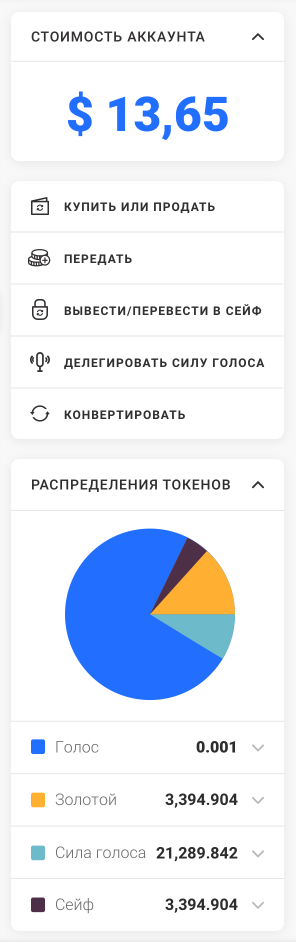 СТОИМОСТЬ АККАУНТА
$ 13,65
КУПИТЬ ИЛИ ПРОДАТЬ
ПЕРЕДАТЬ
ВЫВЕСТИ/ПЕРЕВЕСТИ В СЕЙФ
ДЕЛЕГИРОВАТЬ СИЛУ ГОЛОСА
КОНВЕРТИРОВАТЬ
РАСПРЕДЕЛЕНИЯ ТОКЕНОВ
Голос 0.001
Золотой 3,394.904
Сила голоса 21,289.842
Сейф 3,394.904